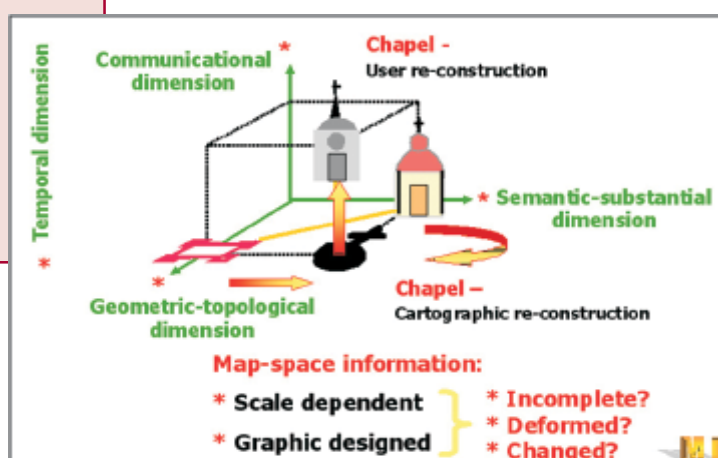 * Temporal dimension
Communicational *
dimension
Chapel -
User re-construction
* Semantic-substantial
dimension
*
Geometric-topological
dimension
Chapel –
Cartographic re-construction
Map-space information:
* Scale dependent
* Graphic designed
* Incomplete?
* Deformed?
* Changed?